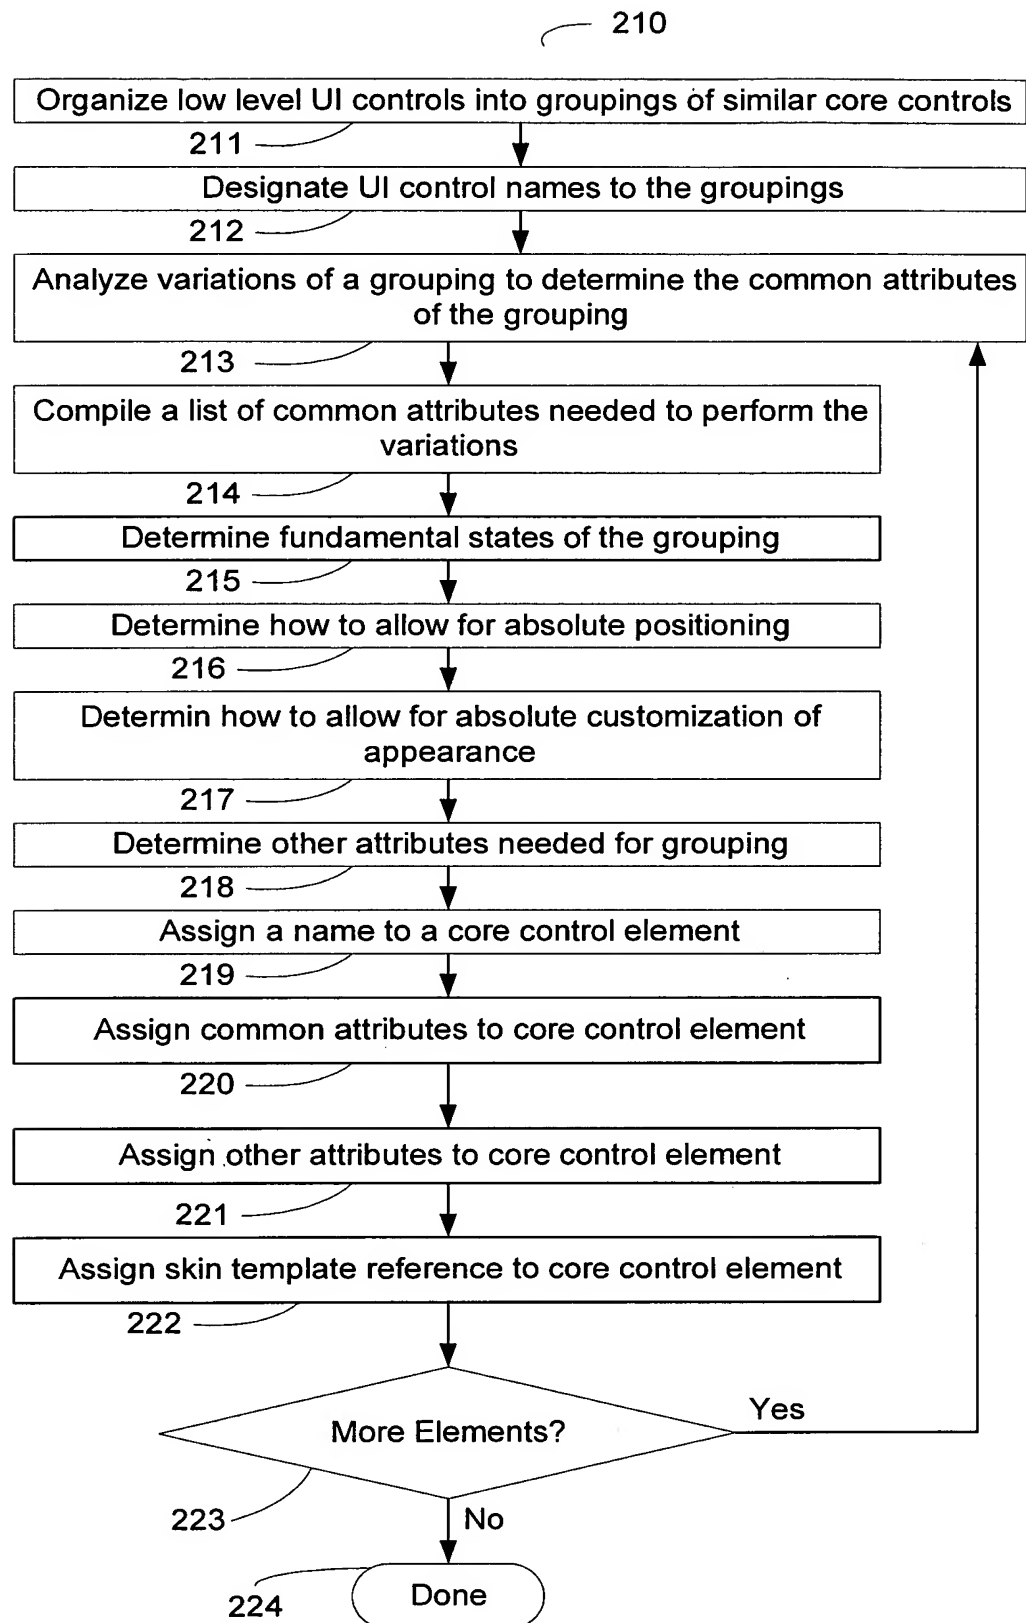 210
Organize low level UI controls into groupings of similar core controls
211
Designate UI control names to the groupings
212
Analyze variations of a grouping to determine the common attributes
of the grouping
213
Compile a list of common attributes needed to perform the
variations
214
Determine fundamental states of the grouping
215
Determine how to allow for absolute positioning
216
Determin how to allow for absolute customization of
appearance
217
Determine other attributes needed for grouping
218
Assign a name to a core control element
219
Assign common attributes to core control element
220
Assign other attributes to core control element
221
Assign skin template reference to core control element
222
More Elements?
Yes
223
No
Done
224